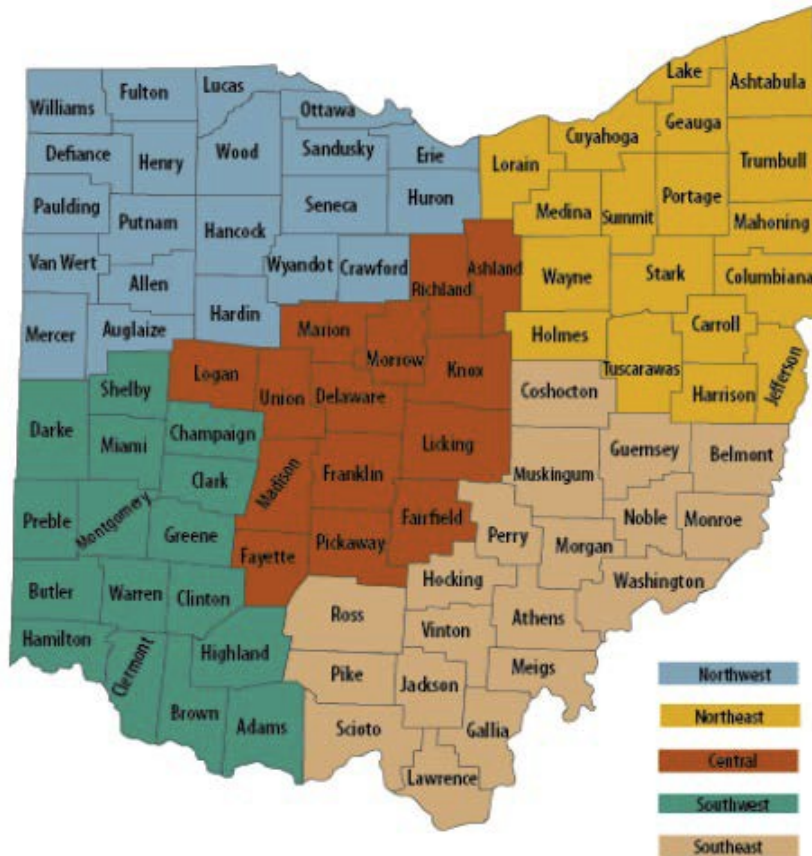 Lake
Ashtabula
Lucas
Fulton
Williams
Ottawa
Geauga
Cuyahoga
Sandusky
Wood
Defiance
Henry
Erie
Lorain
Trumbull
Portage
Huron
Seneca
Paulding
Medina
Summit
Putnam
Hancock
Mahoning
Van Wert
Wyandot
Crawford
Ashland
Wayne
Stark
Columbiana
Allen
Richland
Hardin
Mercer
Auglaize
Marion
Holmes
Carroll
Morrow
Logan
Knox
Tuscarawas
Jefferson
Shelby
Union
Delaware
Coshocton
Harrison
Darke
Champaign
Miami
Licking
Guernsey
Belmont
Clark
Madison
Franklin
Muskingum
Preble
Montgomery
Greene
Fairfield
Noble
Monroe
Pickaway
Perry
Morgan
Fayette
Hocking
Washington
Butler
Warren
Clinton
Ross
Athens
Hamilton
Vinton
Clermont
Highland
Pike
Jackson
Meigs
Brown
Adams
Scioto
Gallia
Lawrence
Northwest
Northeast
Central
Southwest
Southeast